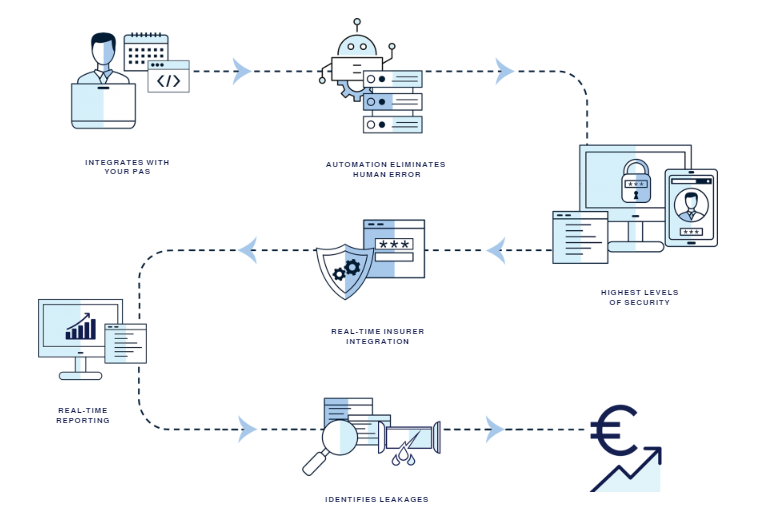 </>
INTEGRATES WITH
YOUR PAS
AUTOMATION ELIMINATES
HUMAN ERROR
***
***
HIGHEST LEVELS
OF SECURITY
***
REAL-TIME INSURER
INTEGRATION
REAL-TIME
REPORTING
IDENTIFIES LEAKAGES
€